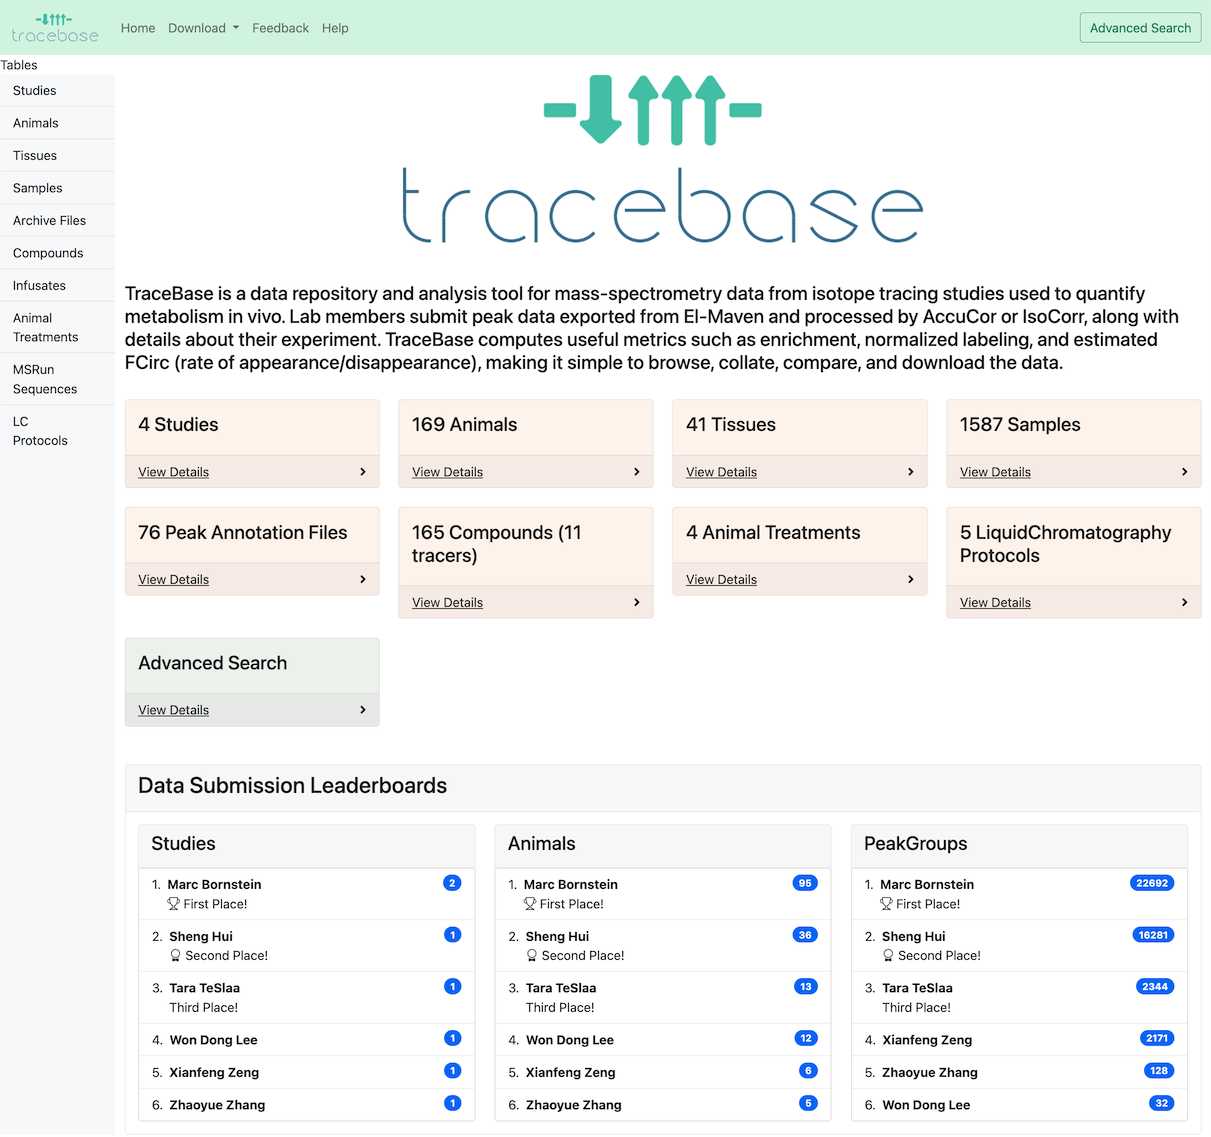 tracebase
Home
Download
Feedback
Help
Advanced Search
Tables
Studies
Animals
Tissues
Samples
Archive Files
Compounds
Infusates
Animal
Treatments
MSRun
Sequences
LC
Protocols
tracebase
TraceBase is a data repository and analysis tool for mass-spectrometry data from isotope tracing studies used to quantify
metabolism in vivo. Lab members submit peak data exported from El-Maven and processed by AccuCor or IsoCorr, along with
details about their experiment. TraceBase computes useful metrics such as enrichment, normalized labeling, and estimated
FCirc (rate of appearance/disappearance), making it simple to browse, collate, compare, and download the data.
4 Studies
View Details
169 Animals
View Details
41 Tissues
View Details
1587 Samples
View Details
76 Peak Annotation Files
View Details
165 Compounds (11
tracers)
View Details
4 Animal Treatments
View Details
5 LiquidChromatography
Protocols
View Details
Advanced Search
View Details
Data Submission Leaderboards
Studies
1. Marc Bornstein 2
First Place!
2. Sheng Hui 1
Second Place!
3. Tara TeSlaa 1
Third Place!
4. Won Dong Lee 1
5. Xianfeng Zeng 1
6. Zhaoyue Zhang 1
Animals
1. Marc Bornstein 95
First Place!
2. Sheng Hui 36
Second Place!
3. Tara TeSlaa 13
Third Place!
4. Won Dong Lee 12
5. Xianfeng Zeng 6
6. Zhaoyue Zhang 5
PeakGroups
1. Marc Bornstein 22692
First Place!
2. Sheng Hui 16281
Second Place!
3. Tara TeSlaa 2344
Third Place!
4. Xianfeng Zeng 2171
5. Zhaoyue Zhang 128
6. Won Dong Lee 32